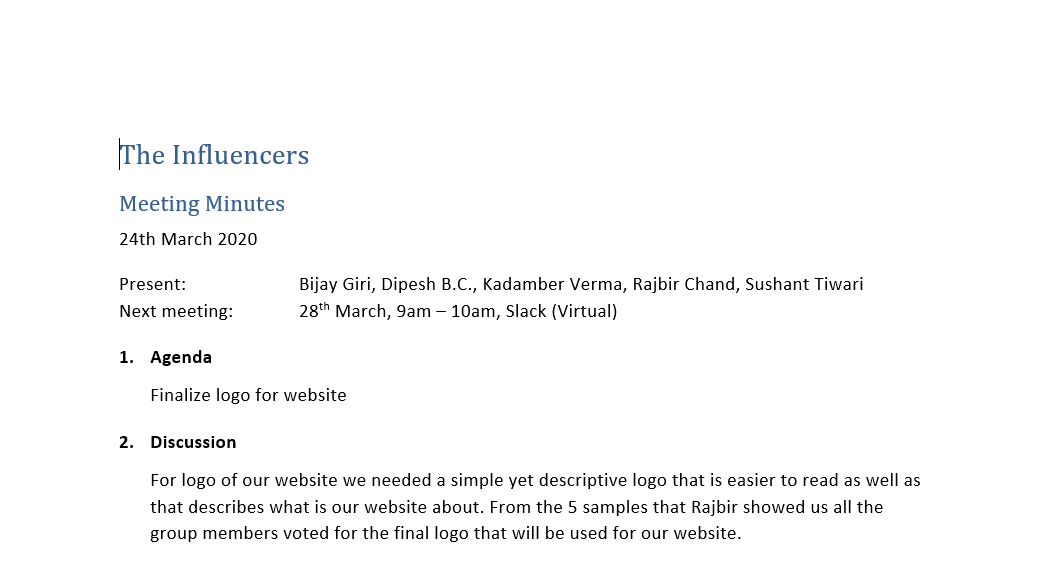 The Influencers
Meeting Minutes
24th March 2020
Present: Bijay Giri, Dipesh B.C., Kadamber Verma, Rajbir Chand, Sushant Tiwari
Next meeting: 28th March, 9am – 10am, Slack (Virtual)
1. Agenda
Finalize logo for website
2. Discussion
For logo of our website we needed a simple yet descriptive logo that is easier to read as well as
that describes what is our website about. From the 5 samples that Rajbir showed us all the
group members voted for the final logo that will be used for our website.